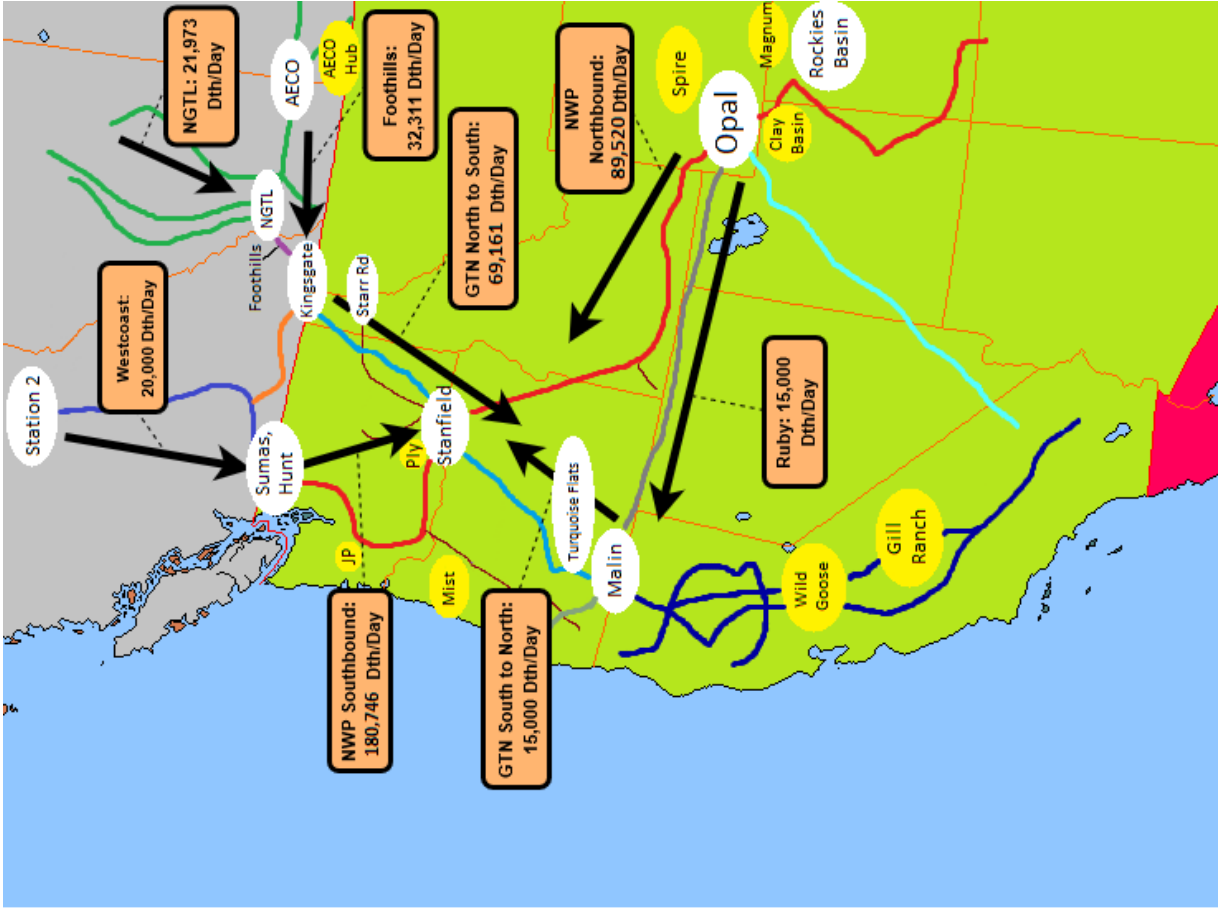 Station 2
Westcoast:
20,000 Dth/Day
NGTL: 21,973
Dth/Day
AECO
AECO
Hub
Foothills:
32,311 Dth/Day
NGTL
Foothills
Kingsgate
Starr Rd
Sumas,
Hunt
GTN North to South:
69,161 Dth/Day
NWP
Northbound:
89,520 Dth/Day
Spire
Magnum
Rockies
Basin
Opal
Clay
Basin
JP
Ply
Stanfield
Mist
NWP Southbound:
180,746 Dth/Day
Turquoise Flats
GTN South to North:
15,000 Dth/Day
Malin
Ruby: 15,000
Dth/Day
Wild
Goose
Gill
Ranch